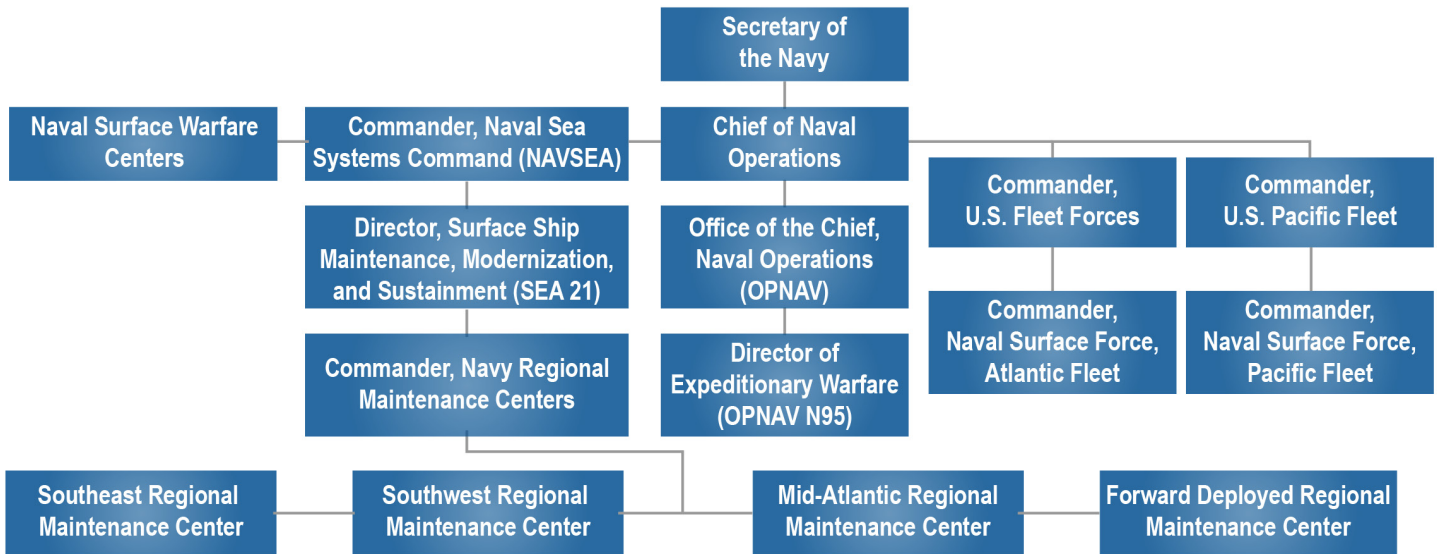 Secretary of
the Navy
Naval Surface Warfare
Centers
Commander, Naval Sea
Systems Command (NAVSEA)
Chief of Naval
Operations
Commander,
U.S. Fleet Forces
Commander,
U.S. Pacific Fleet
Director, Surface Ship
Maintenance, Modernization,
and Sustainment (SEA 21)
Office of the Chief,
Naval Operations
(OPNAV)
Commander,
Naval Surface Force,
Atlantic Fleet
Commander,
Naval Surface Force,
Pacific Fleet
Commander, Navy Regional
Maintenance Centers
Director of
Expeditionary Warfare
(OPNAV N95)
Southeast Regional
Maintenance Center
Southwest Regional
Maintenance Center
Mid-Atlantic Regional
Maintenance Center
Forward Deployed Regional
Maintenance Center